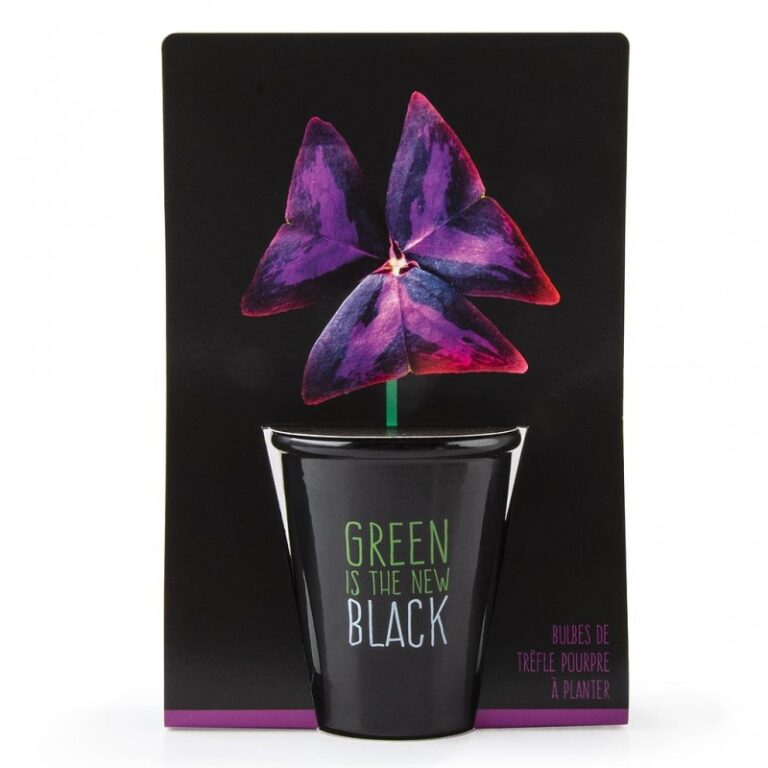 GREEN
IS THE NEW
BLACK
BULBES DE
TRÈFLE POURPRE
À PLANTER